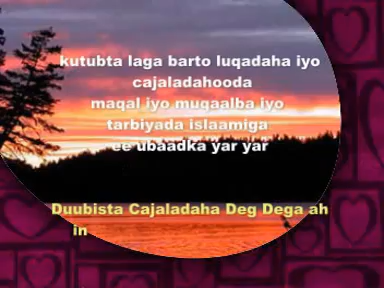 kutubta laga barto luqadaha iyo
cajaladahooda
maqal iyo muqaalba iyo
tarbiyada islaamiga
ee ubaadka yar yar
Duubista Cajaladaha Deg Dega ah
in